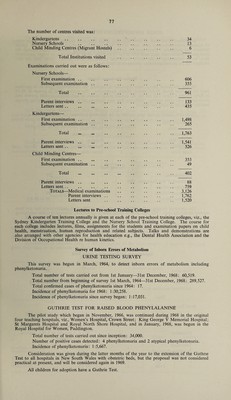 77
The number of centres visited was:
Kindergartens .. 34
Nursery Schools .. 13
Child Minding Centres (Migrant Hostels) .. 6
Total Institutions visited .. 53
Examinations carried out were as follows:
Nursery Schools—
First examination .. 606
Subsequent examination .. 355
Total .. 961
Parent interviews .. 133
Letters sent .. 435
Kindergartens—
First examination .. 1,498
Subsequent examination .. 265
Total .. 1,763
Parent interviews .. 1,541
Letters sent .. 326
Child Minding Centres—
First examination .. 353
Subsequent examination .. 49
Total .. 402
Parent interviews .. 88
Letters sent .. 759
TOTALS—Medical examinations .. 3,126
Parent interviews .. 1,762
Letters sent .. 1,520
Lectures to Pre-school Training Colleges
A course of ten lectures annually is given at each of the pre-school training colleges, viz., the
Sydney Kindergarten Training College and the Nursery School Training College. The course for
each college includes lectures, films, assignments for the students and examination papers on child
health, immunisation, human reproduction and related subjects. Talks and demonstrations are
also arranged with other agencies for health education e.g., the Dental Health Association and the
Division of Occupational Health re human kinetics.
Survey of Inborn Errors of Metabolism
URINE TESTING SURVEY
This survey was begun in March, 1964, to detect inborn errors of metabolism including
phenylketonuria.
Total number of tests carried out from 1st January–31st December, 1968: 60,519.
Total number from beginning of survey 1st March, 1964–31st December, 1968: 289,527.
Total confirmed cases of phenylketonuria since 1964: 17.
Incidence of phenylketonuria for 1968: 1:30,259.
Incidence of phenylketonuria since survey began: 1:17,031.
GUTHRIE TEST FOR RAISED BLOOD PHENYLALANINE
The pilot study which began in November, 1966, was continued during 1968 in the original
four teaching hospitals, viz., Women's Hospital, Crown Street; King George V Memorial Hospital;
St Margarets Hospital and Royal North Shore Hospital, and in January, 1968, was begun in the
Royal Hospital for Women, Paddington.
Total number of tests carried out since inception: 34,000.
Number of positive cases detected: 4 phenylketonuria and 2 atypical phenylketonuria.
Incidence of phenylketonuria: 1:5,667.
Consideration was given during the latter months of the year to the extension of the Guthrie
Test to all hospitals in New South Wales with obstetric beds, but the proposal was not considered
practical at present, and will be considered again in 1969.
All children for adoption have a Guthrie Test.